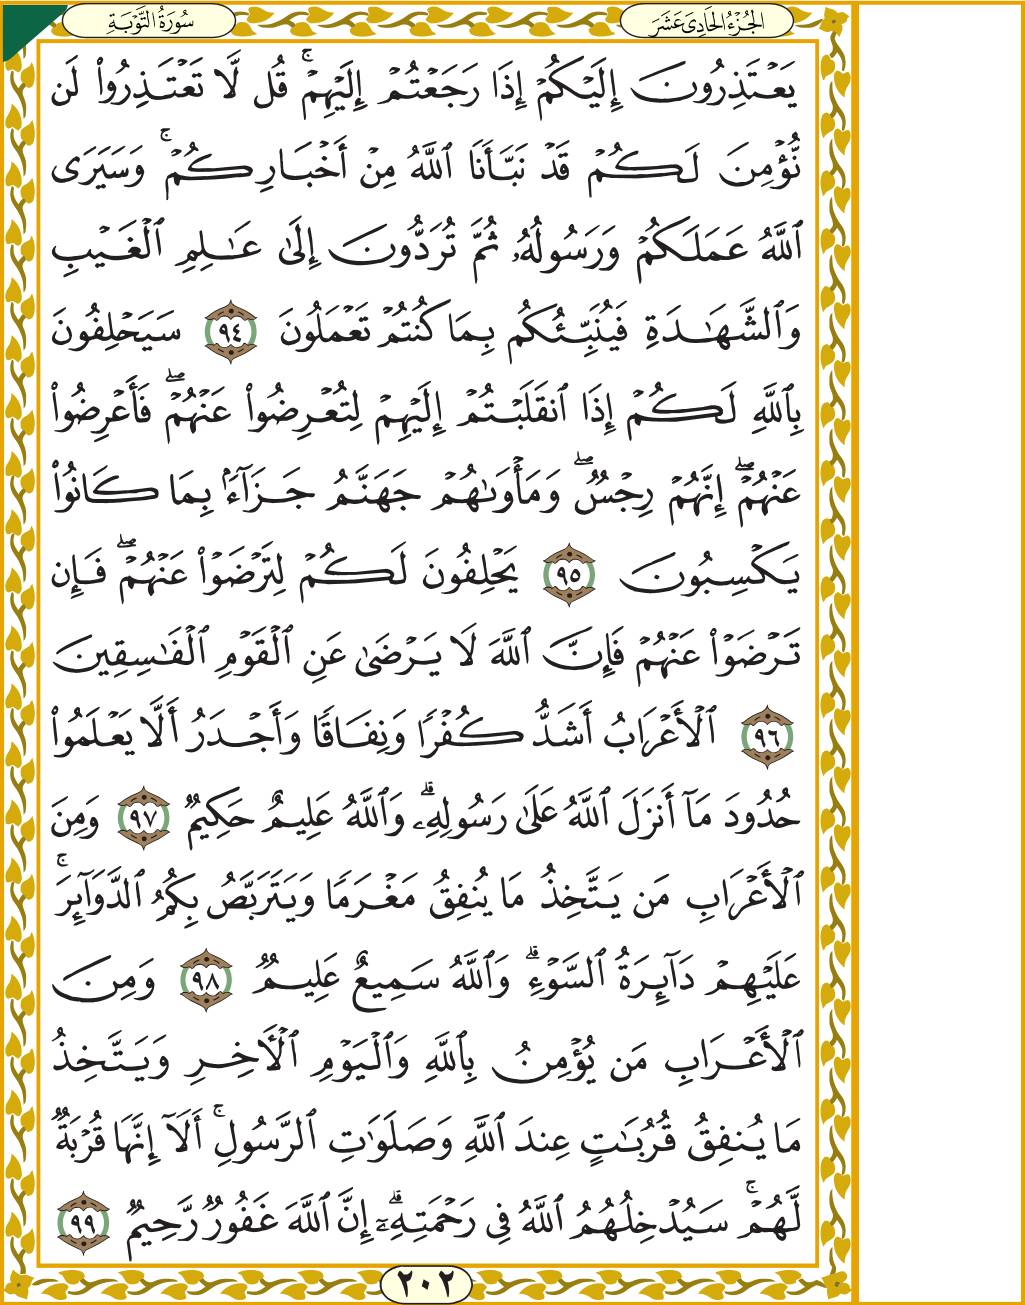 الجُزْءُ الحَادِىَ عَشَرَ
سُورَةُ التَّوْبَةِ
يَعْتَذِرُونَ إِلَيْكُمْ إِذَا رَجَعْتُمْ إِلَيْهِمْ ۚ قُل لَّا تَعْتَذِرُوا۟ لَن
نُّؤْمِنَ لَكُمْ قَدْ نَبَّأَنَا ٱللَّهُ مِنْ أَخْبَارِكُمْ ۚ وَسَيَرَى
ٱللَّهُ عَمَلَكُمْ وَرَسُولُهُۥ ثُمَّ تُرَدُّونَ إِلَىٰ عَـٰلِمِ ٱلْغَيْبِ
وَٱلشَّهَـٰدَةِ فَيُنَبِّئُكُم بِمَا كُنتُمْ تَعْمَلُونَ ٩٤ سَيَحْلِفُونَ
بِٱللَّهِ لَكُمْ إِذَا ٱنقَلَبْتُمْ إِلَيْهِمْ لِتُعْرِضُوا۟ عَنْهُمْ ۖ فَأَعْرِضُوا۟
عَنْهُمْ ۖ إِنَّهُمْ رِجْسٌ ۖ وَمَأْوَىٰهُمْ جَهَنَّمُ جَزَآءًۢ بِمَا كَانُوا۟
يَكْسِبُونَ ٩٥ يَحْلِفُونَ لَكُمْ لِتَرْضَوْا۟ عَنْهُمْ ۖ فَإِن
تَرْضَوْا۟ عَنْهُمْ فَإِنَّ ٱللَّهَ لَا يَرْضَىٰ عَنِ ٱلْقَوْمِ ٱلْفَـٰسِقِينَ
٩٦ ٱلْأَعْرَابُ أَشَدُّ كُفْرًا وَنِفَاقًا وَأَجْدَرُ أَلَّا يَعْلَمُوا۟
حُدُودَ مَآ أَنزَلَ ٱللَّهُ عَلَىٰ رَسُولِهِۦ ۗ وَٱللَّهُ عَلِيمٌ حَكِيمٌ ٩٧ وَمِنَ
ٱلْأَعْرَابِ مَن يَتَّخِذُ مَا يُنفِقُ مَغْرَمًا وَيَتَرَبَّصُ بِكُمُ ٱلدَّوَآئِرَ ۚ
عَلَيْهِمْ دَآئِرَةُ ٱلسَّوْءِ ۗ وَٱللَّهُ سَمِيعٌ عَلِيمٌ ٩٨ وَمِنَ
ٱلْأَعْرَابِ مَن يُؤْمِنُ بِٱللَّهِ وَٱلْيَوْمِ ٱلْـَٔاخِرِ وَيَتَّخِذُ
مَا يُنفِقُ قُرُبَـٰتٍ عِندَ ٱللَّهِ وَصَلَوَٰتِ ٱلرَّسُولِ ۚ أَلَآ إِنَّهَا قُرْبَةٌ
لَّهُمْ ۚ سَيُدْخِلُهُمُ ٱللَّهُ فِى رَحْمَتِهِۦٓ ۗ إِنَّ ٱللَّهَ غَفُورٌ رَّحِيمٌ ٩٩
٢٠٢